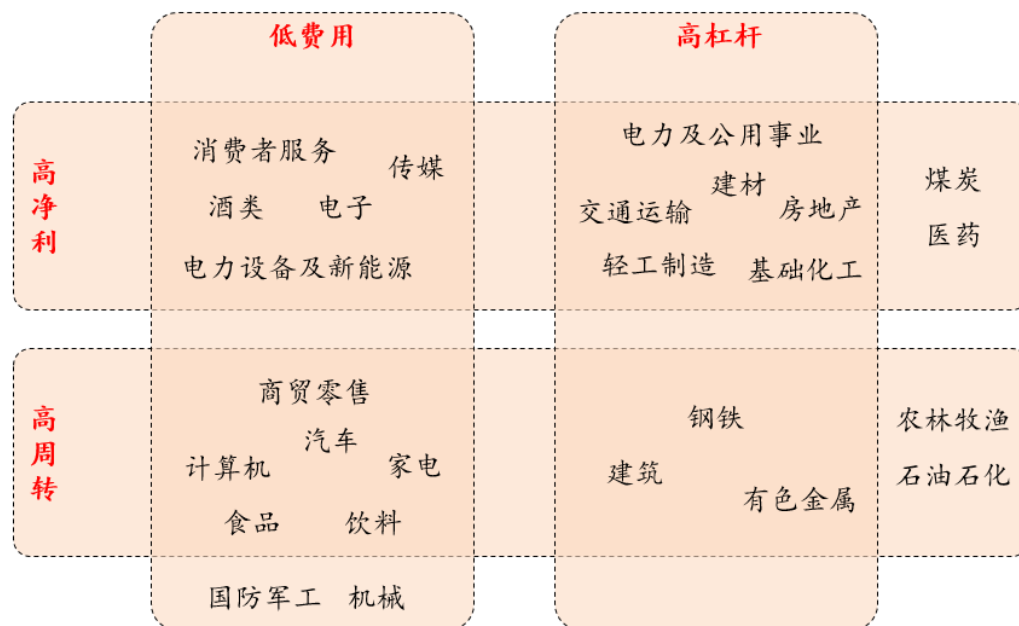 低费用
高杠杆
高净利
消费者服务
传媒
酒类
电子
电力设备及新能源
电力及公用事业
建材
交通运输
房地产
轻工制造
基础化工
煤炭
医药
高周转
商贸零售
汽车
计算机
家电
食品
饮料
钢铁
建筑
有色金属
农林牧渔
石油石化
国防军工
机械